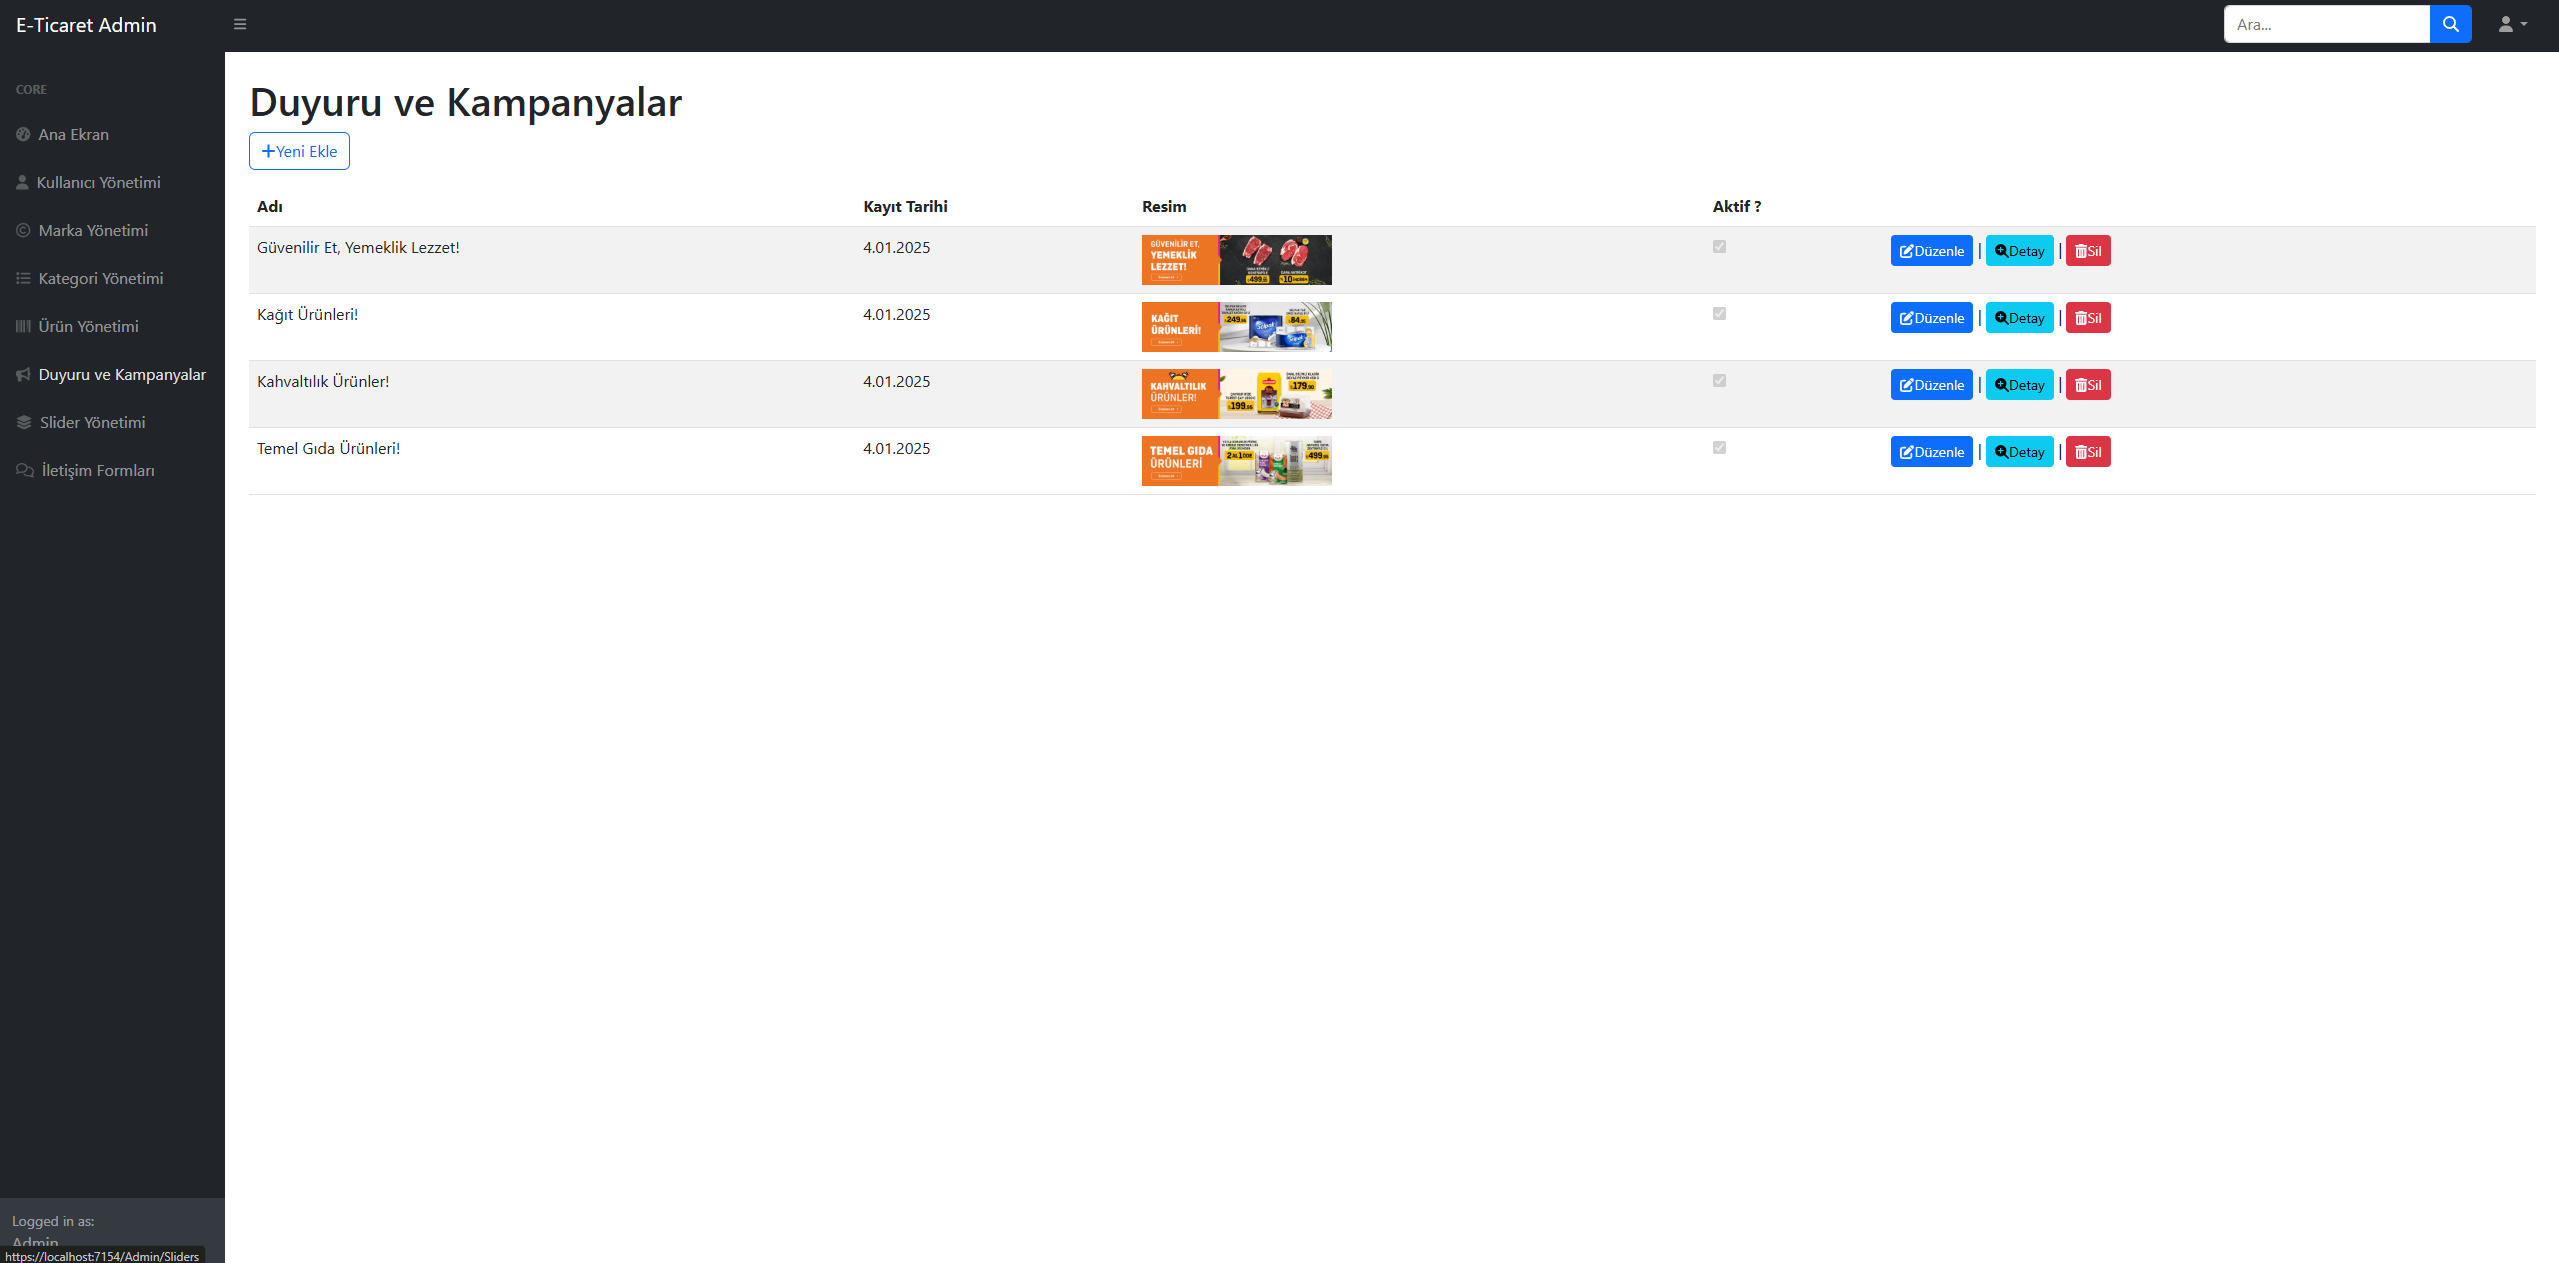 E-Ticaret Admin
Ara...
CORE
Ana Ekran
Kullanıcı Yönetimi
Marka Yönetimi
Kategori Yönetimi
Ürün Yönetimi
Duyuru ve Kampanyalar
Slider Yönetimi
İletişim Formları
Logged in as:
Admin
https://localhost:7154/Admin/Sliders
Duyuru ve Kampanyalar
Yeni Ekle
Adı Kayıt Tarihi Resim Aktif ?
Güvenilir Et, Yemeklik Lezzet! 4.01.2025 Düzenle | Detay | Sil
GÜVENİLİR ET,
YEMEKLİK
LEZZET!
Kağıt Ürünleri! 4.01.2025 Düzenle | Detay | Sil
KAĞIT
ÜRÜNLERİ!
Kahvaltılık Ürünler! 4.01.2025 Düzenle | Detay | Sil
KAHVALTILIK
ÜRÜNLER!
Temel Gıda Ürünleri! 4.01.2025 Düzenle | Detay | Sil
TEMEL GIDA
ÜRÜNLERİ